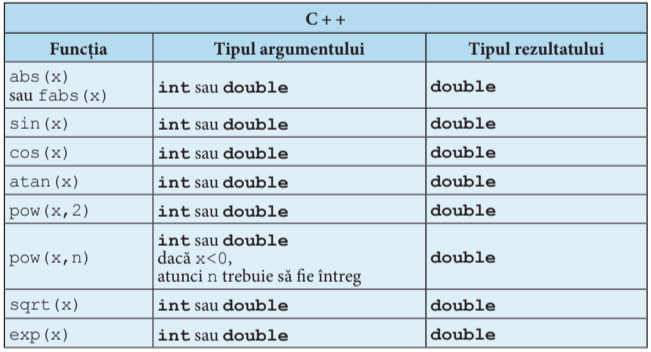 C++
Funcția Tipul argumentului Tipul rezultatului
abs(x)
sau fabs(x) int sau double double
sin(x) int sau double double
cos(x) int sau double double
atan(x) int sau double double
pow(x,2) int sau double double
pow(x,n) int sau double
dacă x<0,
atunci n trebuie să fie întreg double
sqrt(x) int sau double double
exp(x) int sau double double